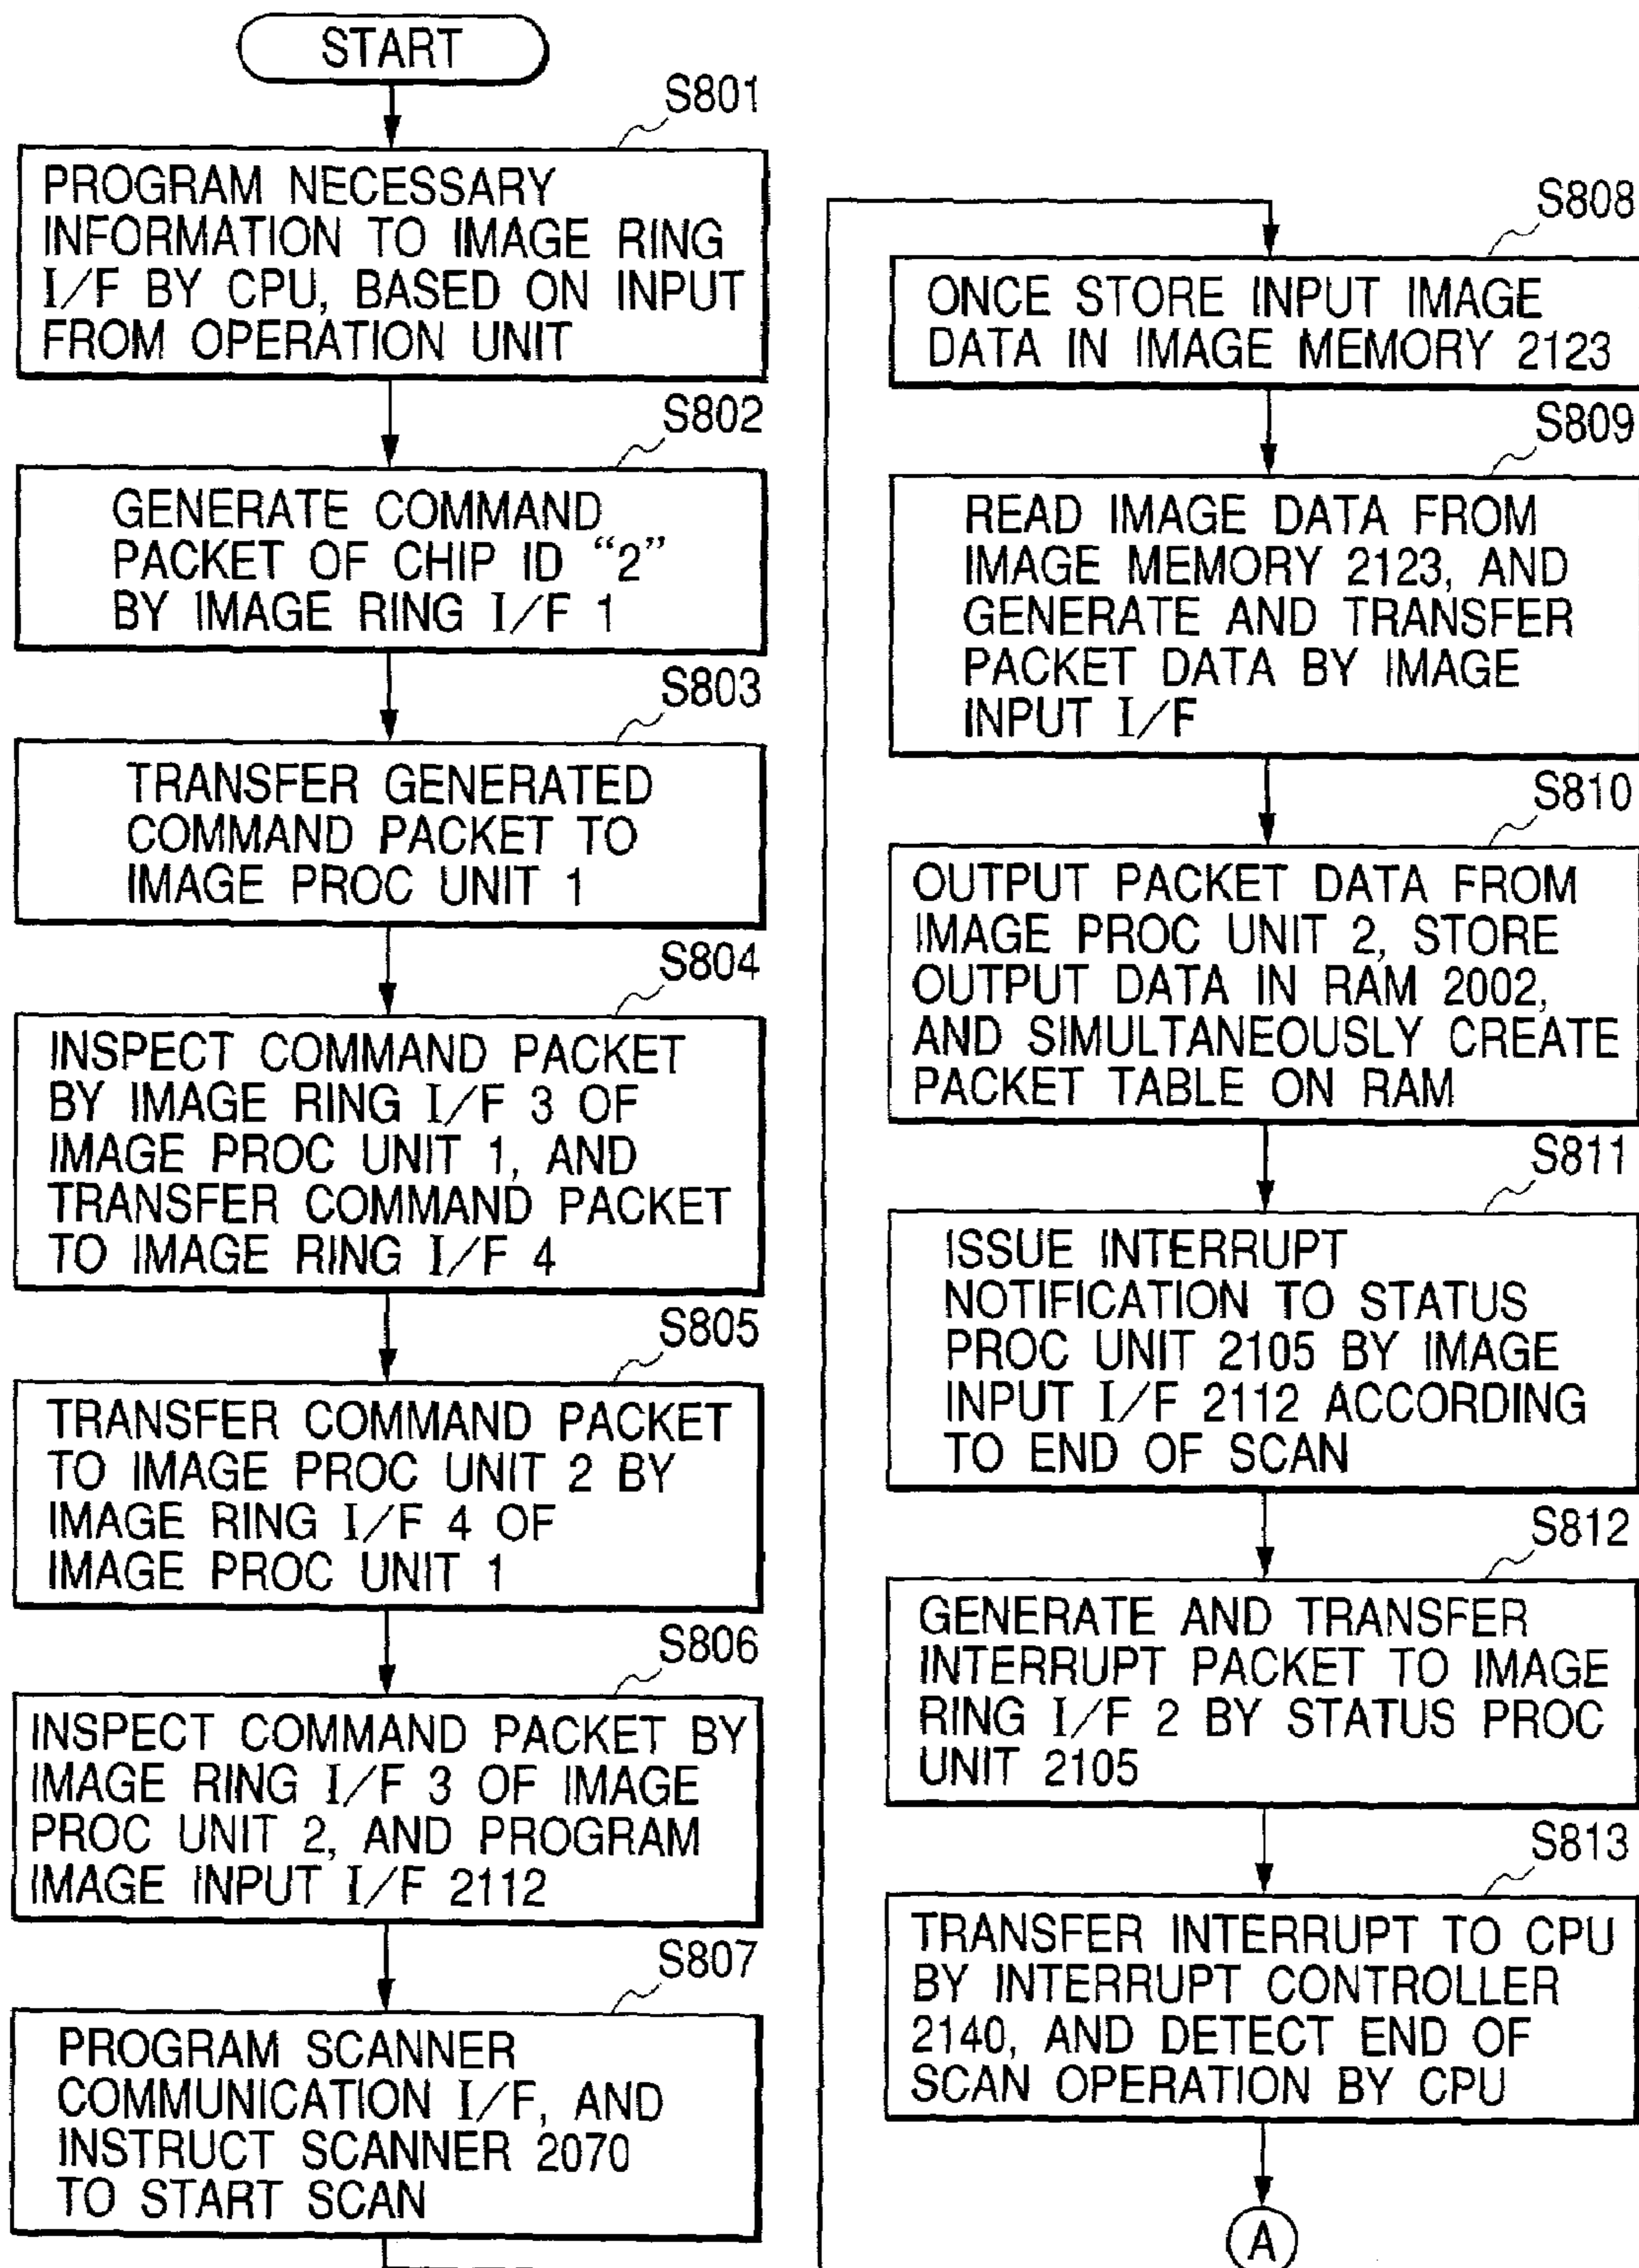 START
S801
PROGRAM NECESSARY
INFORMATION TO IMAGE RING
I/F BY CPU, BASED ON INPUT
FROM OPERATION UNIT
S802
GENERATE COMMAND
PACKET OF CHIP ID “2”
BY IMAGE RING I/F 1
S803
TRANSFER GENERATED
COMMAND PACKET TO
IMAGE PROC UNIT 1
S804
INSPECT COMMAND PACKET
BY IMAGE RING I/F 3 OF
IMAGE PROC UNIT 1, AND
TRANSFER COMMAND PACKET
TO IMAGE RING I/F 4
S805
TRANSFER COMMAND PACKET
TO IMAGE PROC UNIT 2 BY
IMAGE RING I/F 4 OF
IMAGE PROC UNIT 1
S806
INSPECT COMMAND PACKET BY
IMAGE RING I/F 3 OF IMAGE
PROC UNIT 2, AND PROGRAM
IMAGE INPUT I/F 2112
S807
PROGRAM SCANNER
COMMUNICATION I/F, AND
INSTRUCT SCANNER 2070
TO START SCAN
S808
ONCE STORE INPUT IMAGE
DATA IN IMAGE MEMORY 2123
S809
READ IMAGE DATA FROM
IMAGE MEMORY 2123, AND
GENERATE AND TRANSFER
PACKET DATA BY IMAGE
INPUT I/F
S810
OUTPUT PACKET DATA FROM
IMAGE PROC UNIT 2, STORE
OUTPUT DATA IN RAM 2002,
AND SIMULTANEOUSLY CREATE
PACKET TABLE ON RAM
S811
ISSUE INTERRUPT
NOTIFICATION TO STATUS
PROC UNIT 2105 BY IMAGE
INPUT I/F 2112 ACCORDING
TO END OF SCAN
S812
GENERATE AND TRANSFER
INTERRUPT PACKET TO IMAGE
RING I/F 2 BY STATUS PROC
UNIT 2105
S813
TRANSFER INTERRUPT TO CPU
BY INTERRUPT CONTROLLER
2140, AND DETECT END OF
SCAN OPERATION BY CPU
A